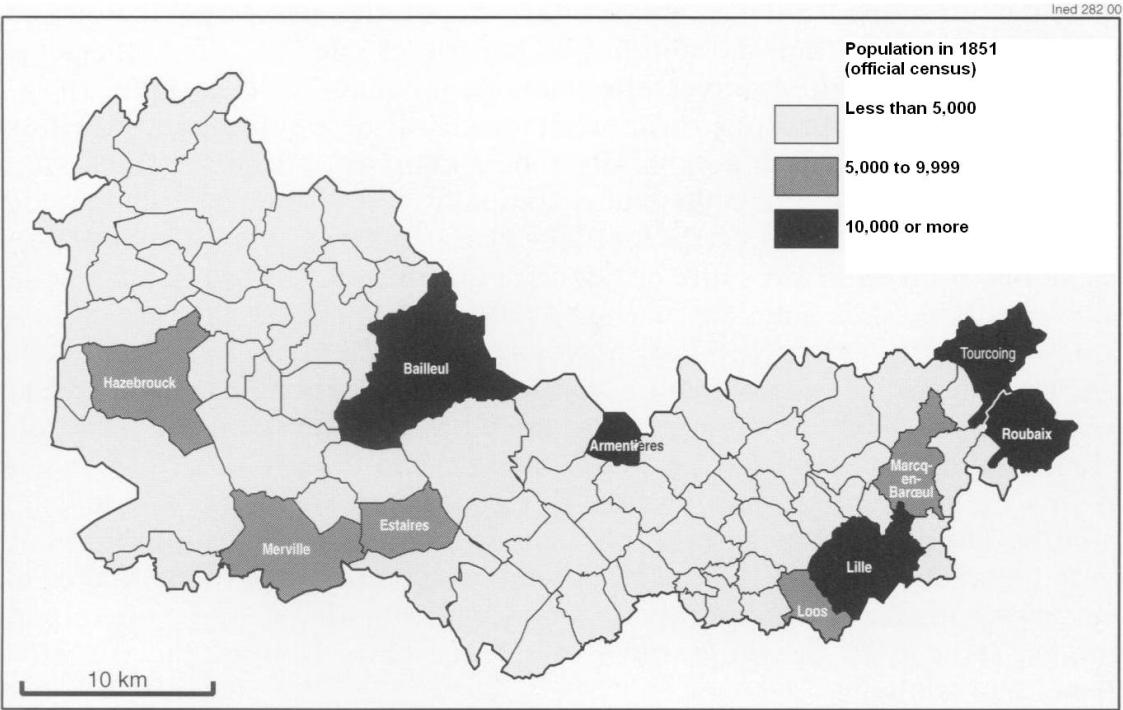 Ined 282 00
Population in 1851
(official census)
Less than 5,000
5,000 to 9,999
10,000 or more
Tourcoing
Bailleul
Hazebrouck
Roubaix
Armentières
Marcq-
en-
Barœul
Estaires
Merville
Lille
Loos
10 km